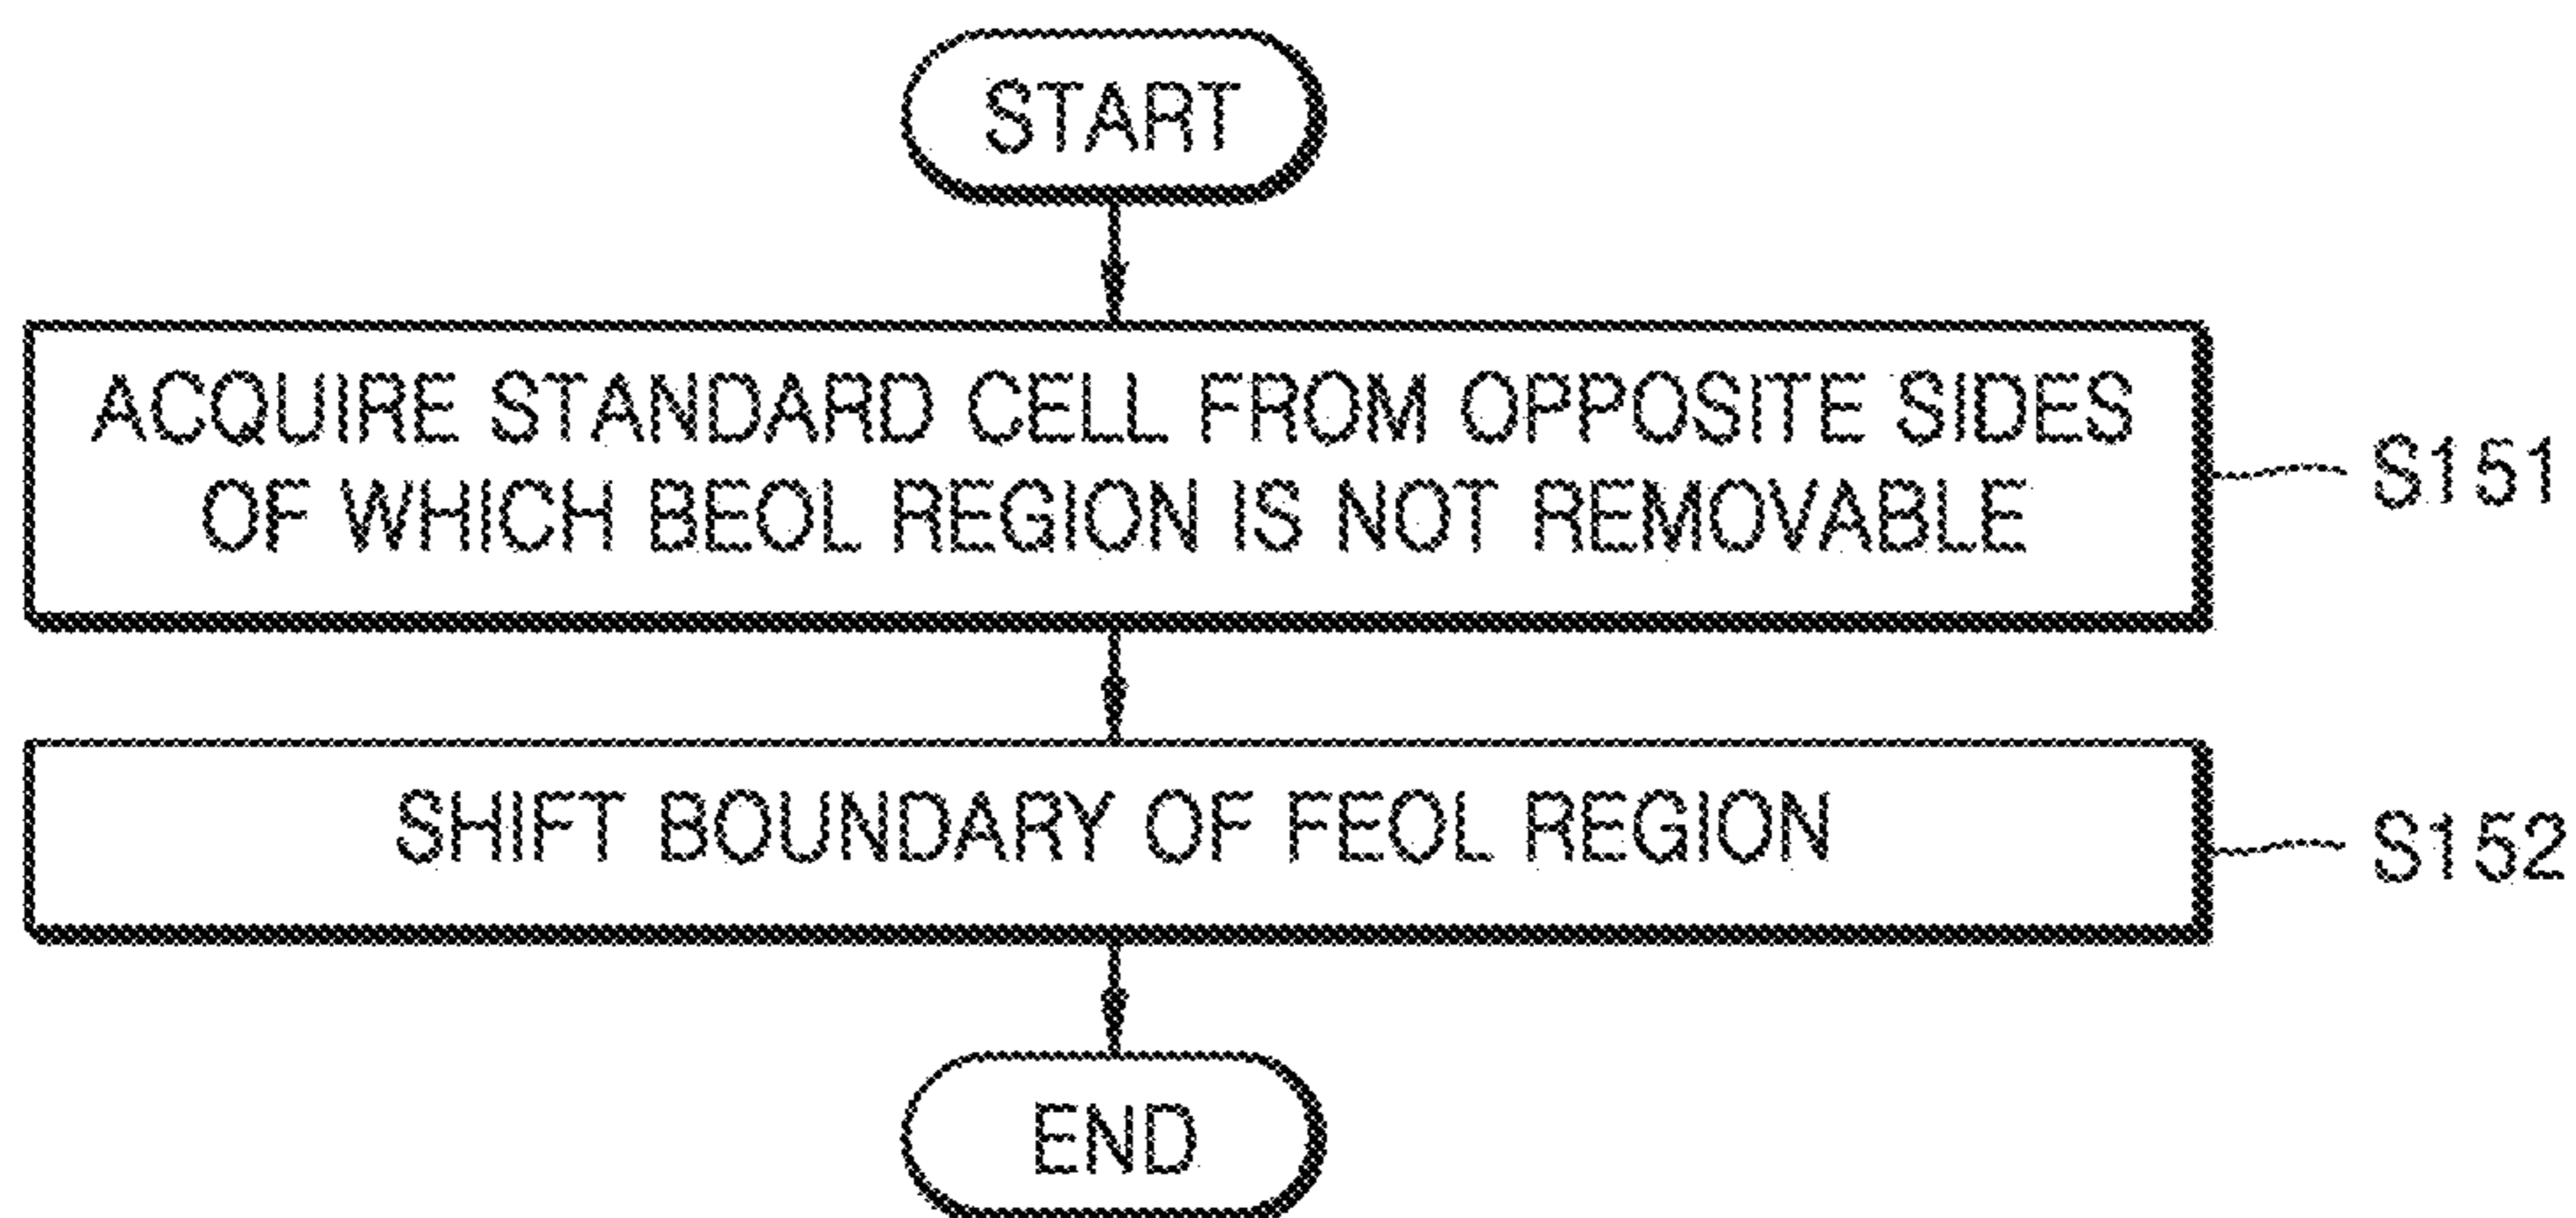 START
ACQUIRE STANDARD CELL FROM OPPOSITE SIDES
OF WHICH BEOL REGION IS NOT REMOVABLE
S151
SHIFT BOUNDARY OF FEOL REGION
S152
END